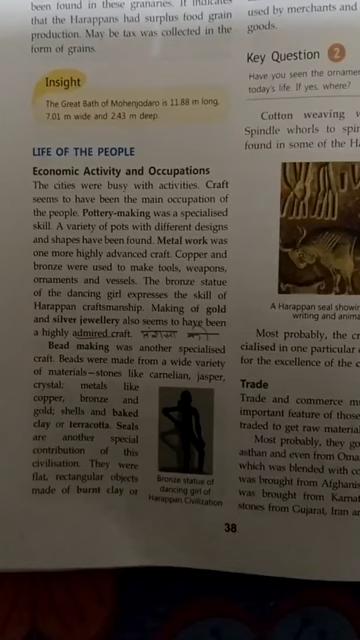 been found in these granaries. It indicates
that the Harappans had surplus food grain
production. May be tax was collected in the
form of grains.
Insight
The Great Bath of Mohenjodaro is 11.88 m long,
7.01 m wide and 2.43 m deep.
LIFE OF THE PEOPLE
Economic Activity and Occupations
The cities were busy with activities. Craft
seems to have been the main occupation of
the people. Pottery-making was a specialised
skill. A variety of pots with different designs
and shapes have been found. Metal work was
one more highly advanced craft. Copper and
bronze were used to make tools, weapons,
ornaments and vessels. The bronze statue
of the dancing girl expresses the skill of
Harappan craftsmanship. Making of gold
and silver jewellery also seems to have been
a highly admired craft.
Bead making was another specialised
craft. Beads were made from a wide variety
of materials—stones like carnelian, jasper,
crystal; metals like
copper, bronze and
gold; shells and baked
clay or terracotta. Seals
are another special
contribution of this
civilisation. They were
flat, rectangular objects
made of burnt clay or
Bronze statue of
dancing girl of
Harappan Civilization
used by merchants and
goods.
Key Question 2
Have you seen the orname
today's life. If yes, where?
Cotton weaving
Spindle whorls to spi
found in some of the H
A Harappan seal showi
writing and anima
Most probably, the cr
cialised in one particular
for the excellence of the c
Trade
Trade and commerce
important feature of those
traded to get raw material
Most probably, they go
asthan and even from Oma
which was blended with co
was brought from Afghanis
was brought from Karna
stones from Gujarat, Iran a
38